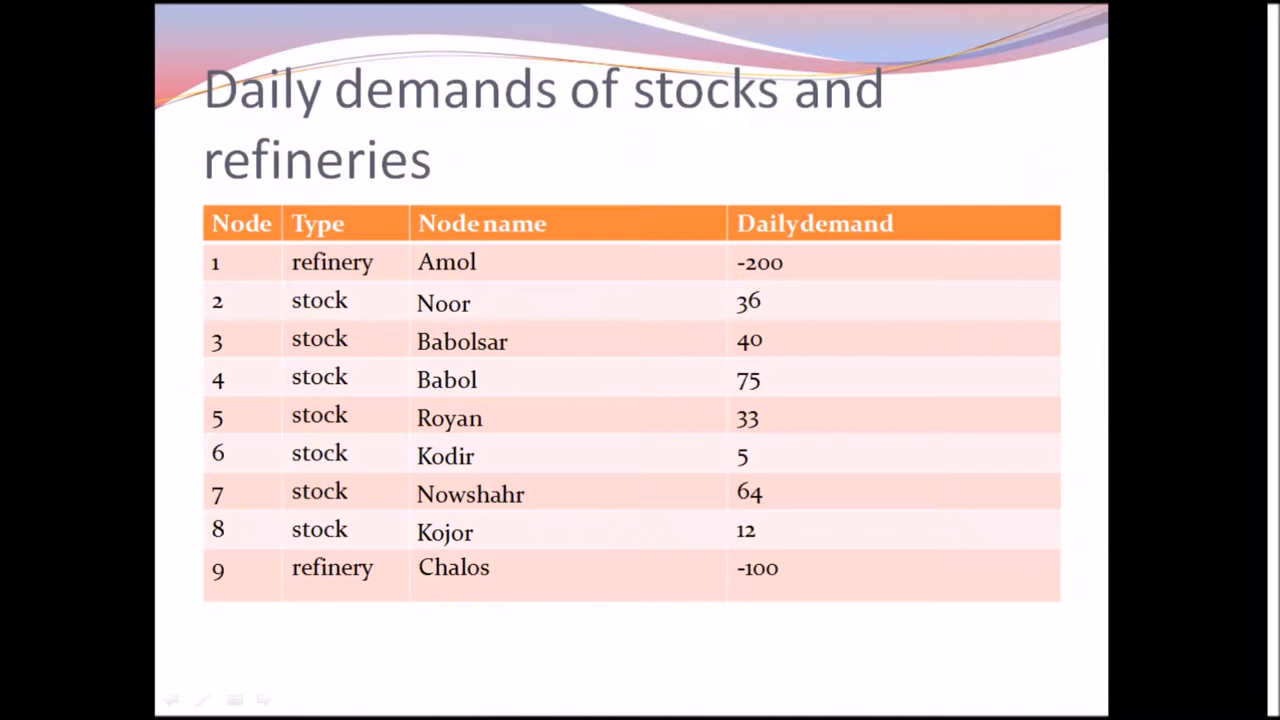 Daily demands of stocks and
refineries
Node Type Node name Daily demand
1 refinery Amol -200
2 stock Noor 36
3 stock Babolsar 40
4 stock Babol 75
5 stock Royan 33
6 stock Kodir 5
7 stock Nowshahr 64
8 stock Kojor 12
9 refinery Chalos -100